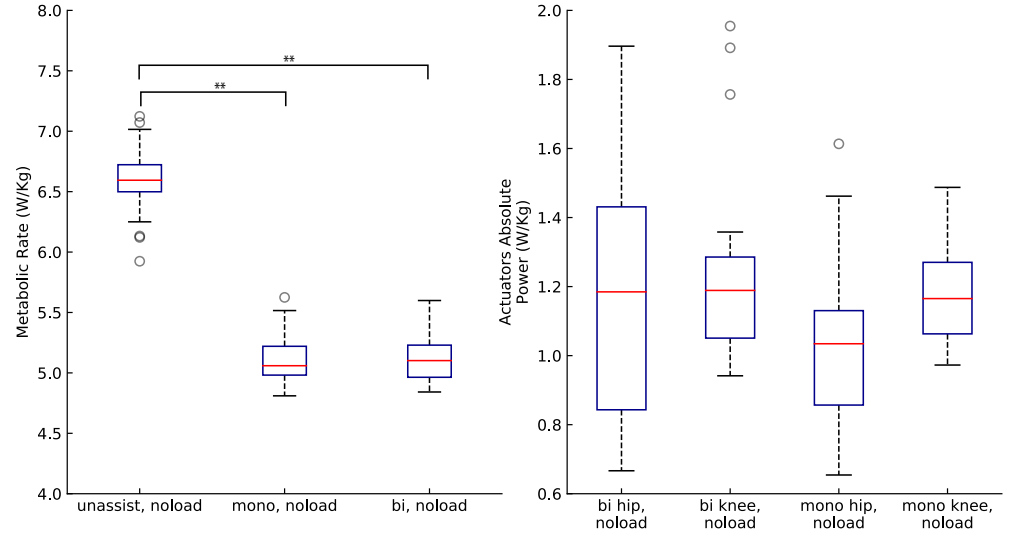 8.0
7.5
7.0
6.5
6.0
5.5
5.0
4.5
4.0
Metabolic Rate (W/Kg)
**
**
unassist, noload
mono, noload
bi, noload
2.0
1.8
1.6
1.4
1.2
1.0
0.8
0.6
Actuators Absolute
Power (W/Kg)
bi hip,
noload
bi knee,
noload
mono hip,
noload
mono knee,
noload